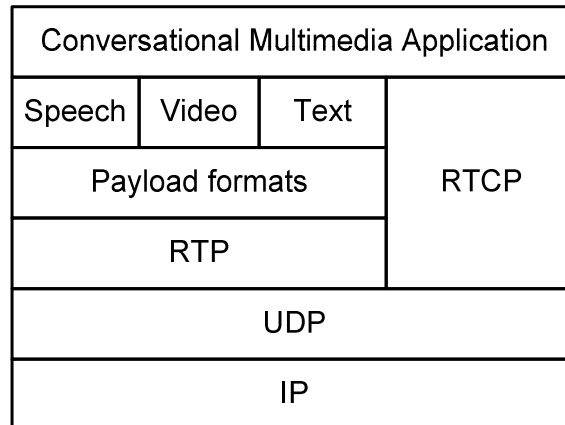 Conversational Multimedia Application
Speech
Video
Text
Payload formats
RTCP
RTP
UDP
IP